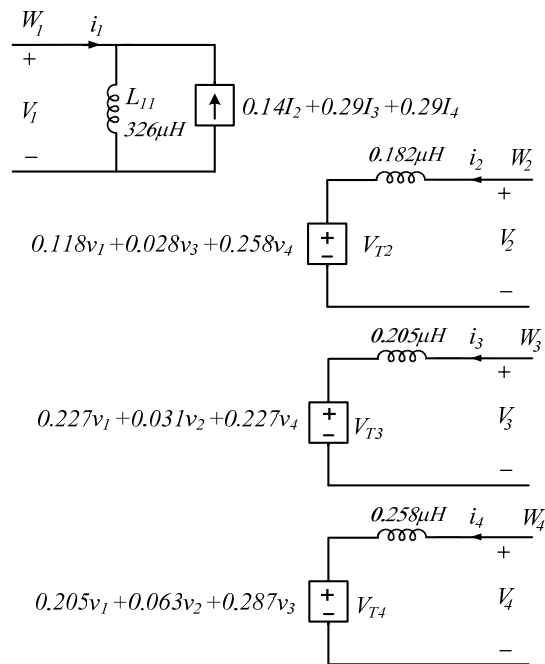 W1 i1
+
V1
−
L11
326μH
0.14I2+0.29I3+0.29I4
0.182μH i2 W2
+
0.118v1+0.028v3+0.258v4
+
−
VT2
V2
−
0.205μH i3 W3
+
0.227v1+0.031v2+0.227v4
+
−
VT3
V3
−
0.258μH i4 W4
+
0.205v1+0.063v2+0.287v3
+
−
VT4
V4
−